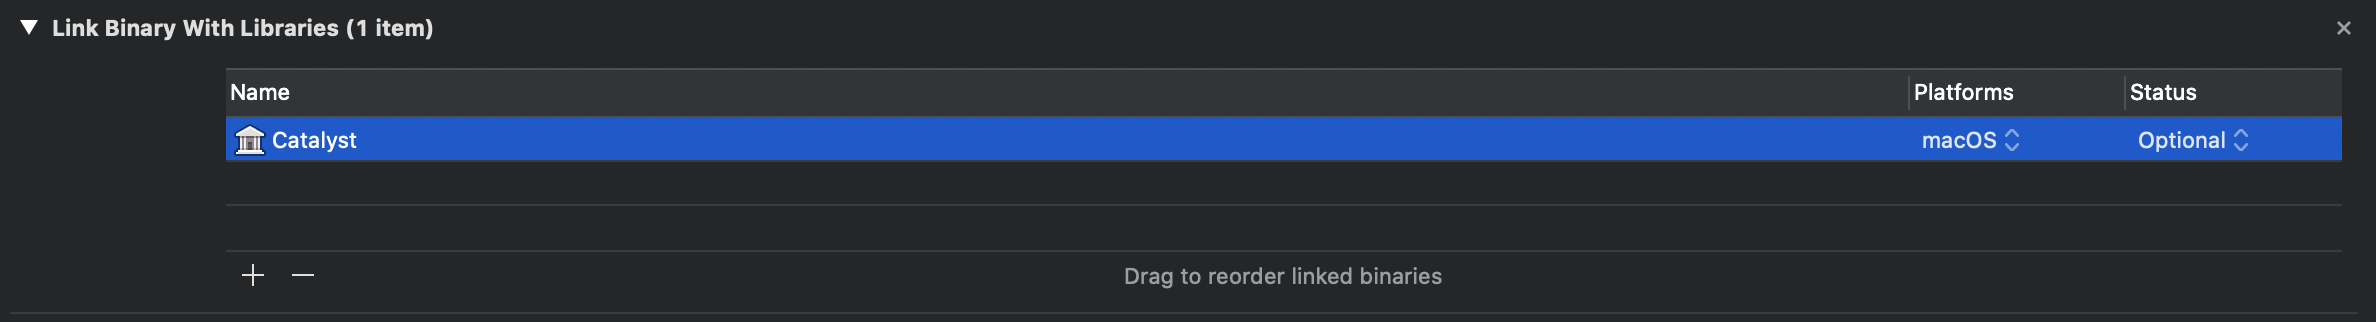 Link Binary With Libraries (1 item)
Name Platforms Status
Catalyst macOS Optional
Drag to reorder linked binaries